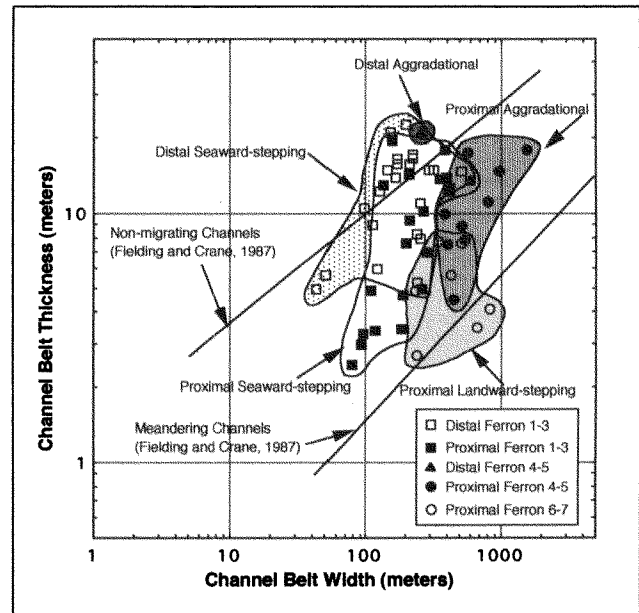 Distal
Aggradational
Proximal Aggradational
Distal Seaward-stepping
Non-migrating Channels
(Fielding and Crane, 1987)
Proximal Seaward-stepping
Proximal Landward-stepping
Meandering Channels
(Fielding and Crane, 1987)
Distal Ferron 1-3
Proximal Ferron 1-3
Distal Ferron 4-5
Proximal Ferron 4-5
Proximal Ferron 6-7
Channel Belt Thickness (meters)
10
1
1
10
100
1000
Channel Belt Width (meters)